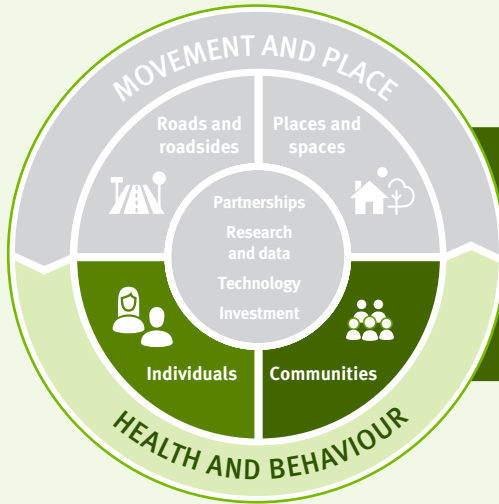 MOVEMENT AND PLACE
Roads and
roadsides
Places and
spaces
Partnerships
Research
and data
Technology
Investment
Individuals
Communities
HEALTH AND BEHAVIOUR